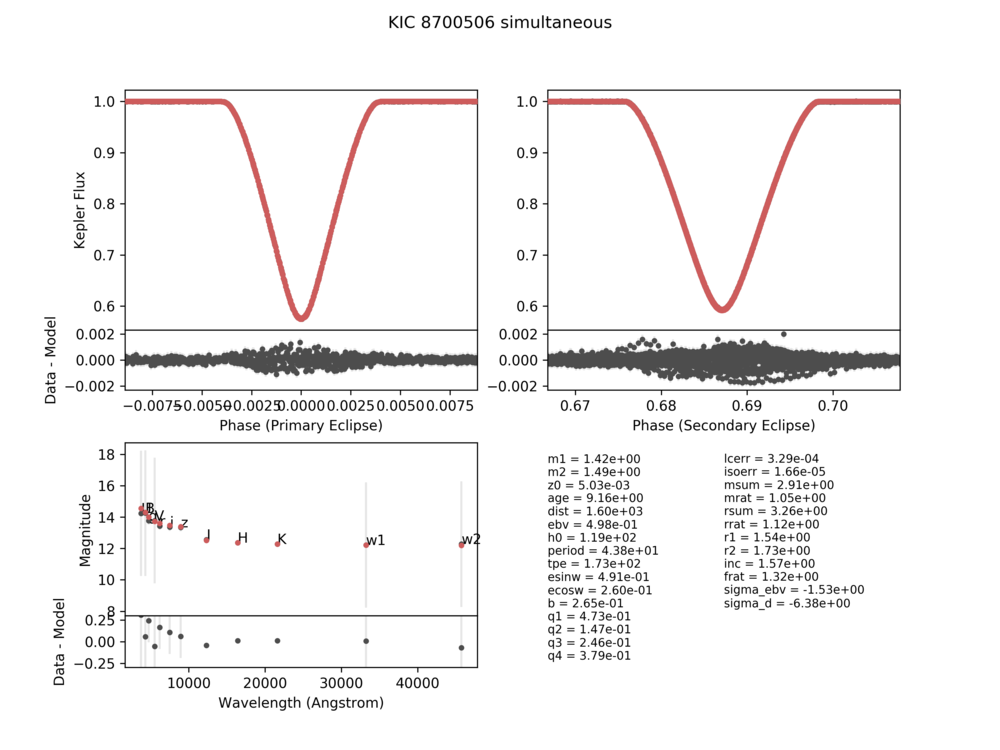 KIC 8700506 simultaneous
1.0
0.9
0.8
0.7
0.6
Kepler Flux
0.002
0.000
−0.002
Data - Model
−0.0075 −0.0050 −0.0025 0.0000 0.0025 0.0050 0.0075
Phase (Primary Eclipse)
1.0
0.9
0.8
0.7
0.6
0.002
0.000
−0.002
0.67 0.68 0.69 0.70
Phase (Secondary Eclipse)
18
16
14
12
10
8
Magnitude
V i z J H K w1 w2
0.25
0.00
−0.25
Data - Model
10000 20000 30000 40000
Wavelength (Angstrom)
m1 = 1.42e+00
m2 = 1.49e+00
z0 = 5.03e-03
age = 9.16e+00
dist = 1.60e+03
ebv = 4.98e-01
h0 = 1.19e+02
period = 4.38e+01
tpe = 1.73e+02
esinw = 4.91e-01
ecosw = 2.60e-01
b = 2.65e-01
q1 = 4.73e-01
q2 = 1.47e-01
q3 = 2.46e-01
q4 = 3.79e-01
lcerr = 3.29e-04
isoerr = 1.66e-05
msum = 2.91e+00
mrat = 1.05e+00
rsum = 3.26e+00
rrat = 1.12e+00
r1 = 1.54e+00
r2 = 1.73e+00
inc = 1.57e+00
frat = 1.32e+00
sigma_ebv = -1.53e+00
sigma_d = -6.38e+00